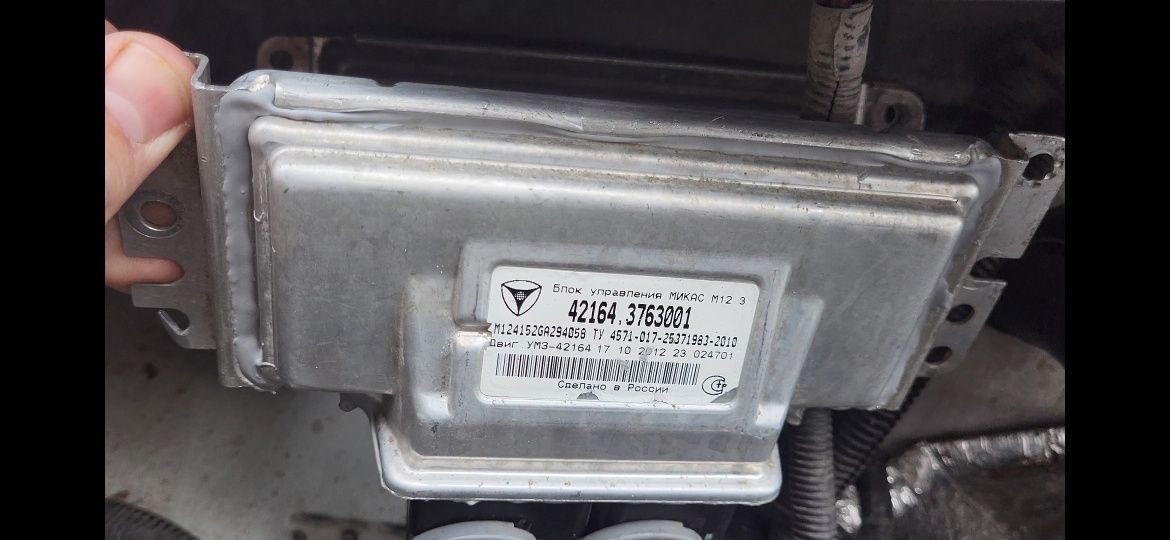 Блок управления МИКАС М12 3
42164.3763001
M124152GA294058 ТУ 4571-017-25371983-2010
Двиг.УМЗ-42164 17 10 2012 23 024701
Сделано в России